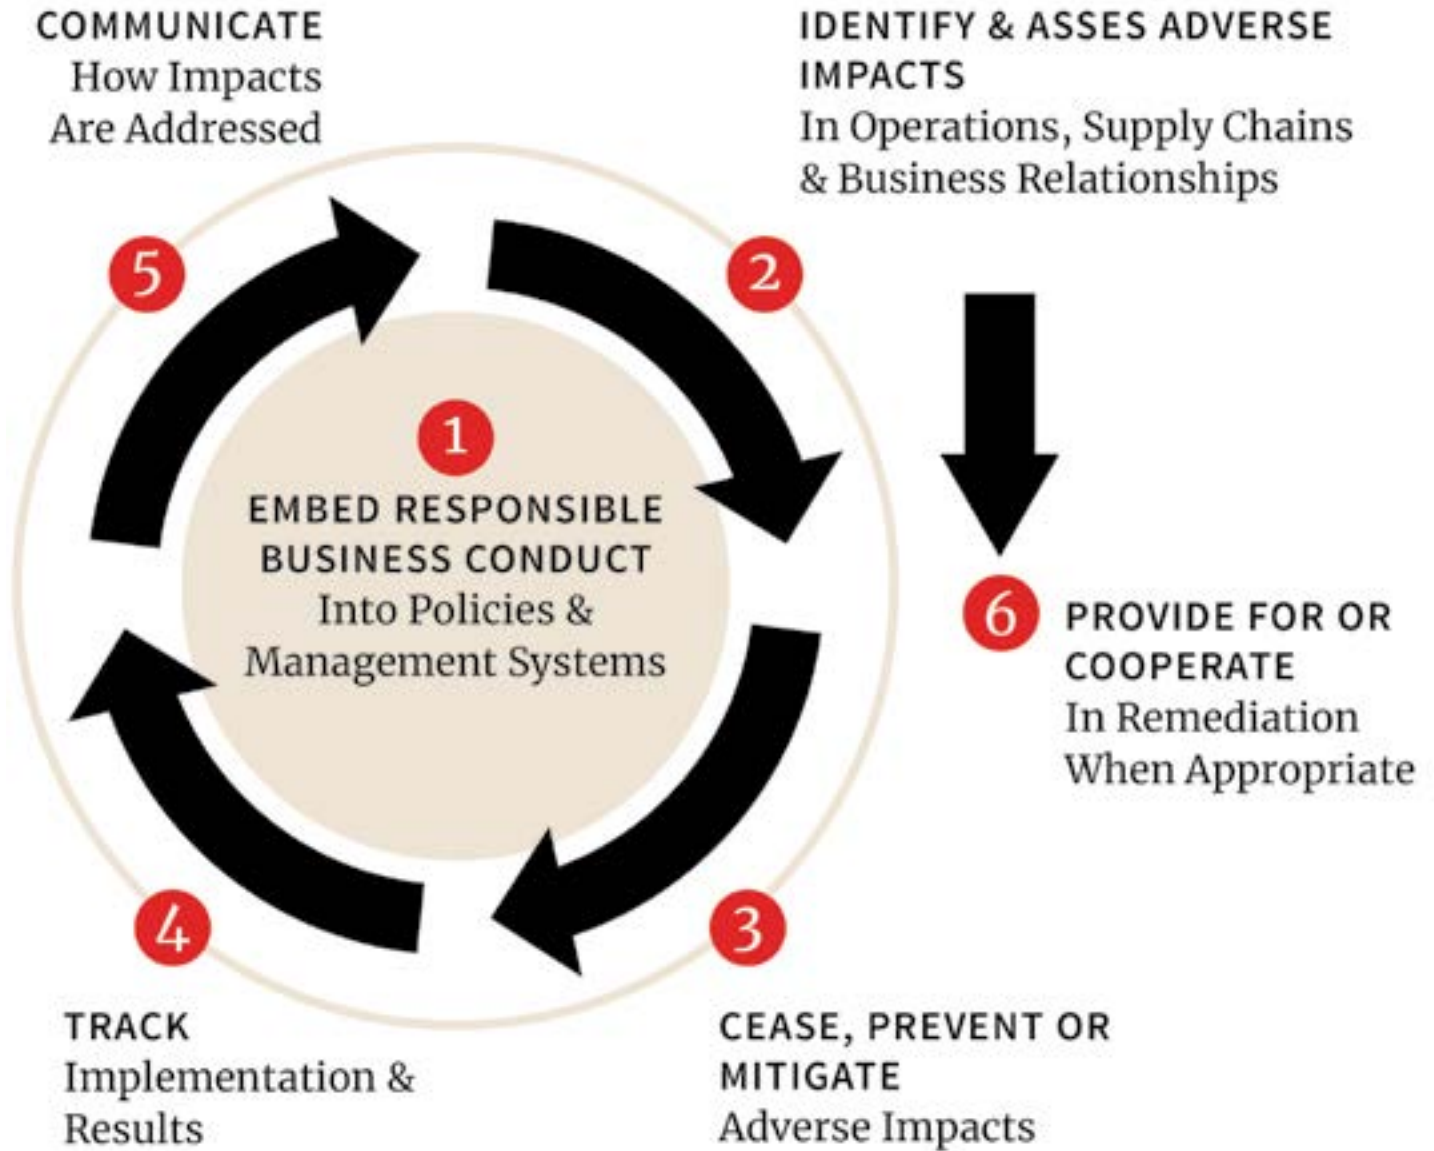 COMMUNICATE
How Impacts
Are Addressed
5
IDENTIFY & ASSES ADVERSE
IMPACTS
In Operations, Supply Chains
& Business Relationships
2
1
EMBED RESPONSIBLE
BUSINESS CONDUCT
Into Policies &
Management Systems
6
PROVIDE FOR OR
COOPERATE
In Remediation
When Appropriate
4
TRACK
Implementation &
Results
3
CEASE, PREVENT OR
MITIGATE
Adverse Impacts